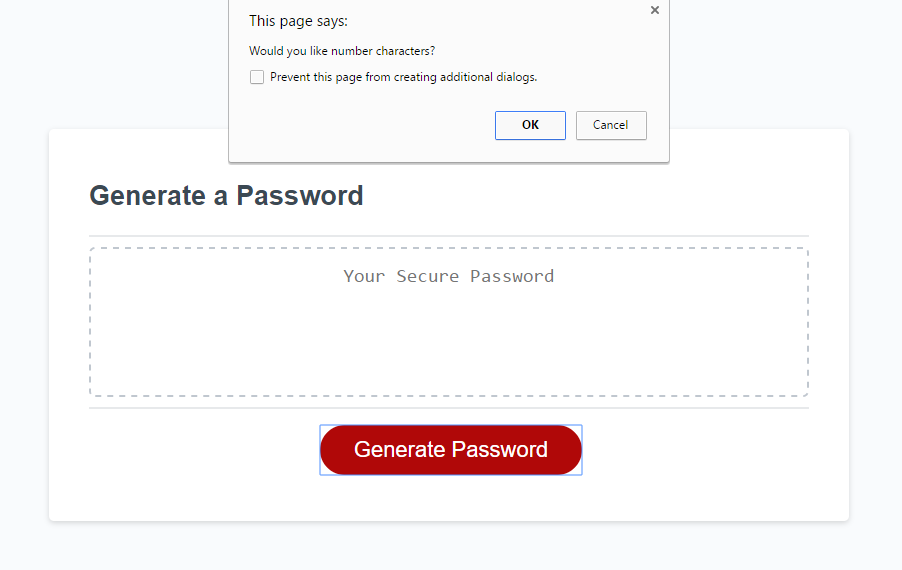 This page says:
Would you like number characters?
Prevent this page from creating additional dialogs.
OK
Cancel
Generate a Password
Your Secure Password
Generate Password